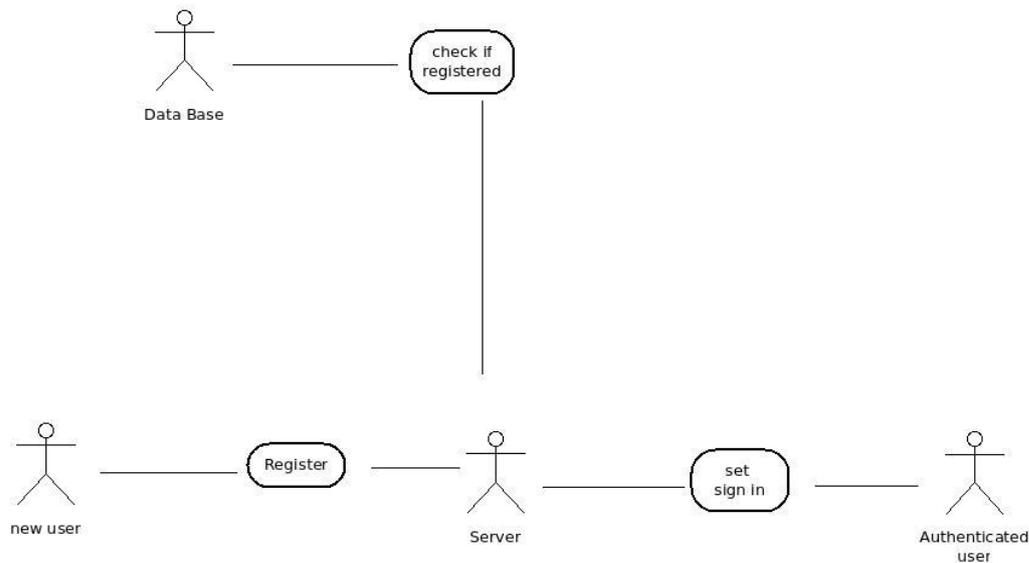 check if
registered
Data Base
Register
set
sign in
new user
Server
Authenticated
user